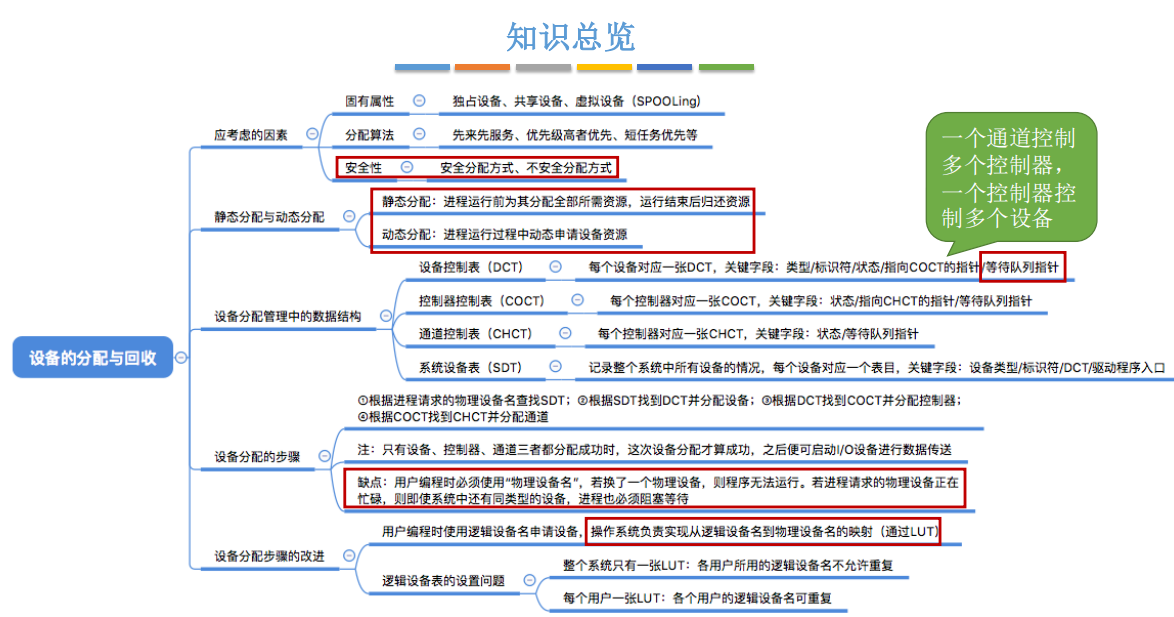 知识总览
一个通道控制
多个控制器，
一个控制器控
制多个设备
设备的分配与回收
应考虑的因素
固有属性
独占设备、共享设备、虚拟设备（SPOOLing）
分配算法
先来先服务、优先级高者优先、短任务优先等
安全性
安全分配方式、不安全分配方式
静态分配与动态分配
静态分配：进程运行前为其分配全部所需资源，运行结束后归还资源
动态分配：进程运行过程中动态申请设备资源
设备分配管理中的数据结构
设备控制表（DCT）
每个设备对应一张DCT，关键字段：类型/标识符/状态/指向COCT的指针/等待队列指针
控制器控制表（COCT）
每个控制器对应一张COCT，关键字段：状态/指向CHCT的指针/等待队列指针
通道控制表（CHCT）
每个控制器对应一张CHCT，关键字段：状态/等待队列指针
系统设备表（SDT）
记录整个系统中所有设备的情况，每个设备对应一个表目，关键字段：设备类型/标识符/DCT/驱动程序入口
设备分配的步骤
①根据进程请求的物理设备名查找SDT；②根据SDT找到DCT并分配设备；③根据DCT找到COCT并分配控制器；
④根据COCT找到CHCT并分配通道
注：只有设备、控制器、通道三者都分配成功时，这次设备分配才算成功，之后便可启动I/O设备进行数据传送
缺点：用户编程时必须使用“物理设备名”，若换了一个物理设备，则程序无法运行。若进程请求的物理设备正在
忙碌，则即使系统中还有同类型的设备，进程也必须阻塞等待
设备分配步骤的改进
用户编程时使用逻辑设备名申请设备，操作系统负责实现从逻辑设备名到物理设备名的映射（通过LUT）
逻辑设备表的设置问题
整个系统只有一张LUT：各用户所用的逻辑设备名不允许重复
每个用户一张LUT：各个用户的逻辑设备名可重复